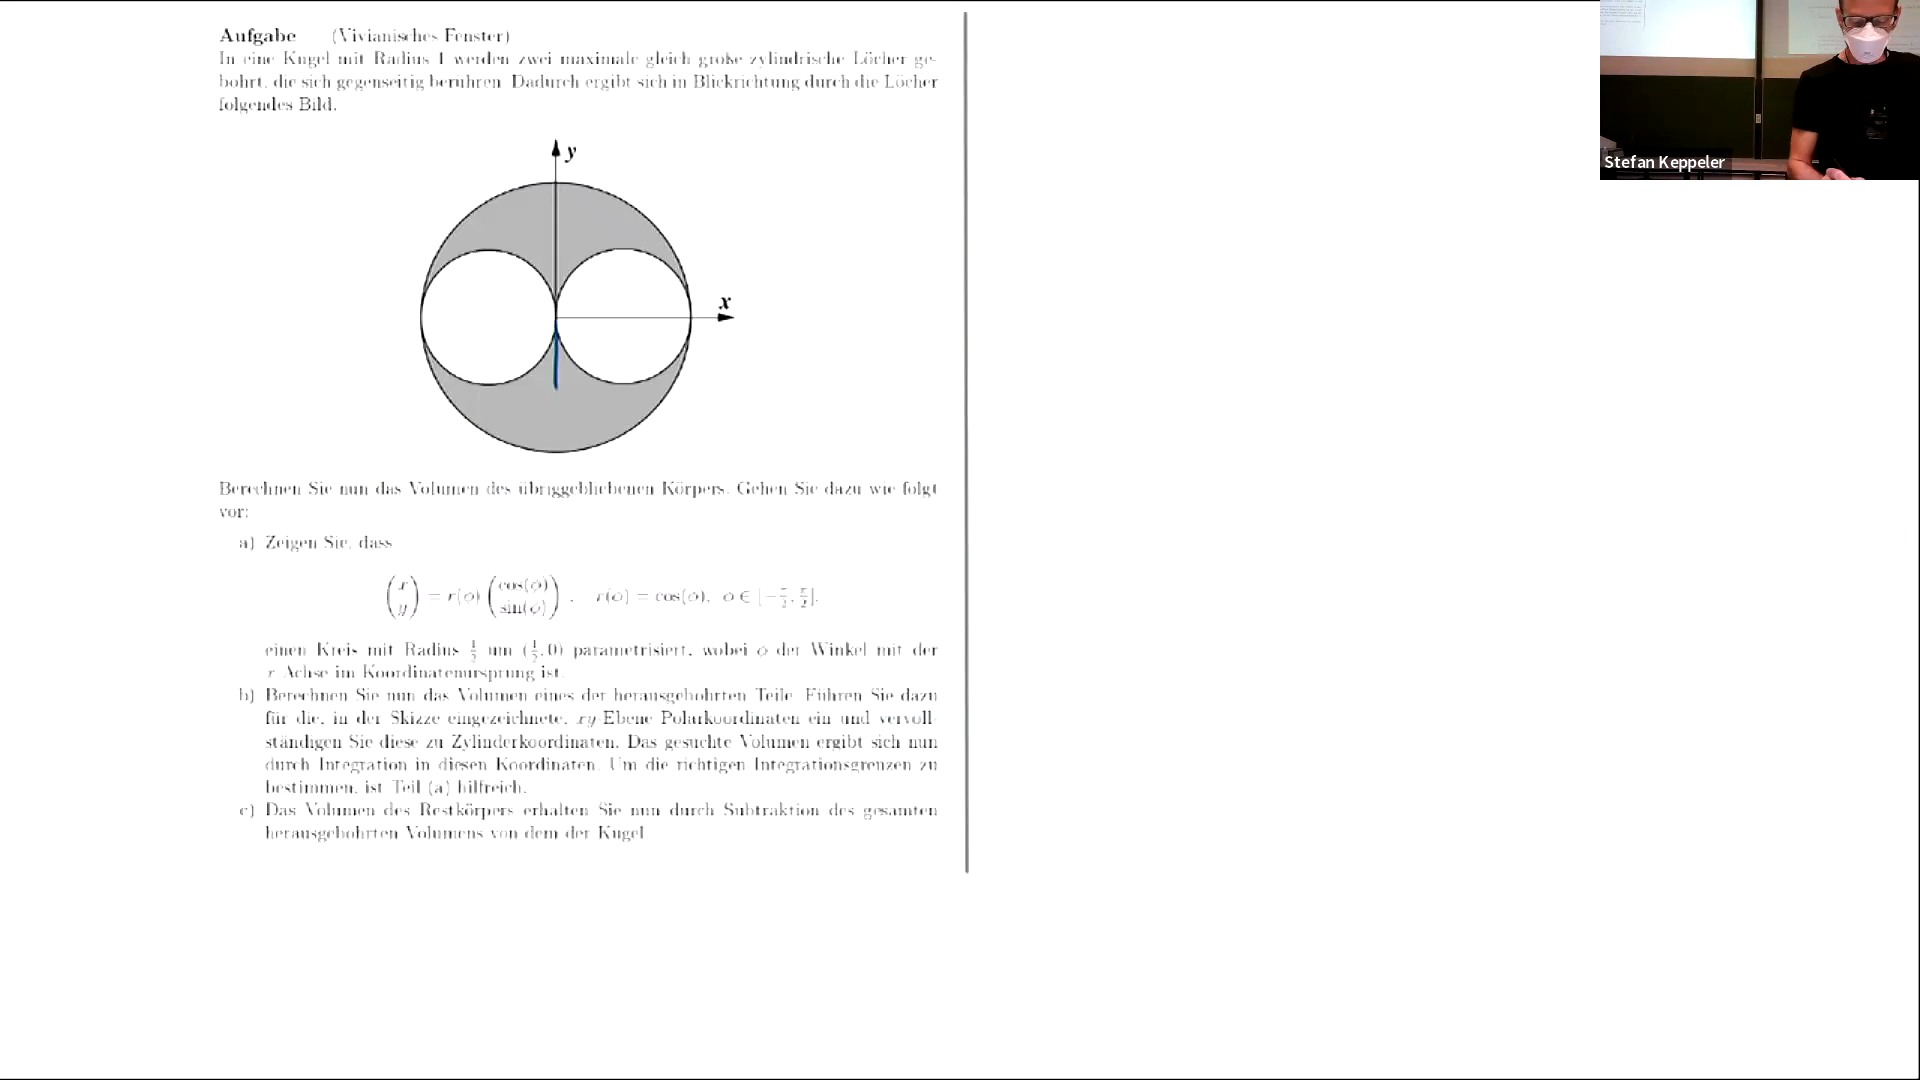 Aufgabe (Vivianisches Fenster)
In eine Kugel mit Radius 1 werden zwei maximale gleich große zylindrische Löcher ge-
bohrt, die sich gegenseitig berühren. Dadurch ergibt sich in Blickrichtung durch die Löcher
folgendes Bild.
y
x
Berechnen Sie nun das Volumen des übriggebliebenen Körpers. Gehen Sie dazu wie folgt
vor:
a) Zeigen Sie, dass
(x y) = r(ϕ) (cos(ϕ) sin(ϕ)) , r(ϕ) = cos(ϕ), ϕ ∈ [−π/2, π/2],
einen Kreis mit Radius 1/2 um (1/2, 0) parametrisiert, wobei ϕ der Winkel mit der
x-Achse im Koordinatenursprung ist.
b) Berechnen Sie nun das Volumen eines der herausgebohrten Teile. Führen Sie dazu
für die, in der Skizze eingezeichnete, xy-Ebene Polarkoordinaten ein und vervoll-
ständigen Sie diese zu Zylinderkoordinaten. Das gesuchte Volumen ergibt sich nun
durch Integration in diesen Koordinaten. Um die richtigen Integrationsgrenzen zu
bestimmen, ist Teil (a) hilfreich.
c) Das Volumen des Restkörpers erhalten Sie nun durch Subtraktion des gesamten
herausgebohrten Volumens von dem der Kugel
Stefan Keppeler